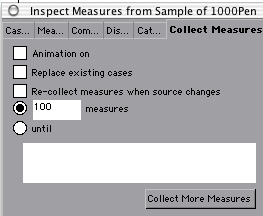 Inspect Measures from Sample of 1000Pen
Cas... Mea... Com... Dis... Cat... Collect Measures
Animation on
Replace existing cases
Re-collect measures when source changes
100 measures
until
Collect More Measures